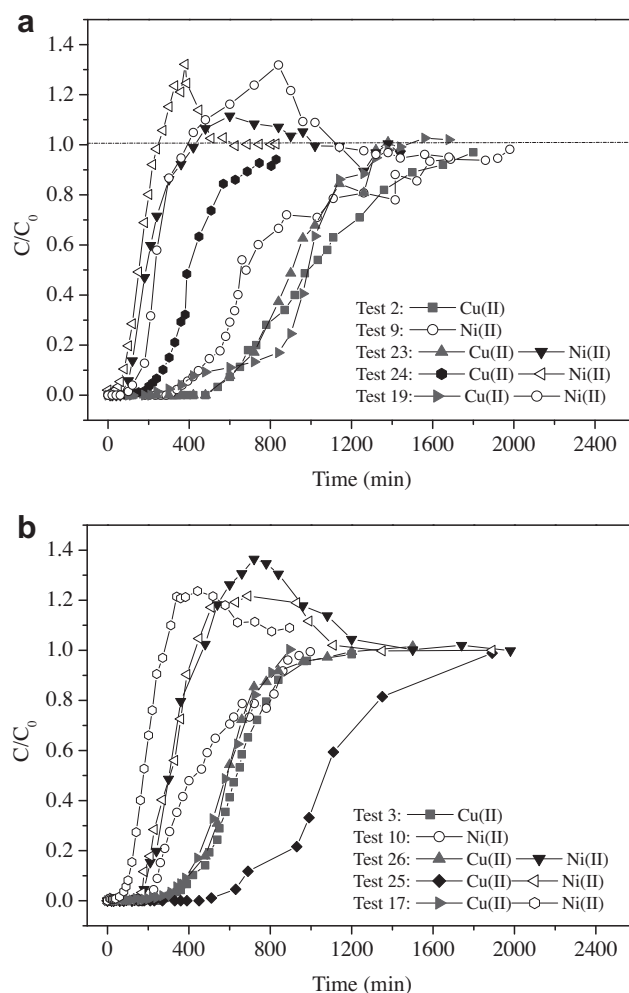 a
1.4
1.2
1.0
0.8
0.6
0.4
0.2
0.0
C/C0
Test 2: Cu(II)
Test 9: Ni(II)
Test 23: Cu(II) Ni(II)
Test 24: Cu(II) Ni(II)
Test 19: Cu(II) Ni(II)
0 400 800 1200 1600 2000 2400
Time (min)
b
1.4
1.2
1.0
0.8
0.6
0.4
0.2
0.0
C/C0
Test 3: Cu(II)
Test 10: Ni(II)
Test 26: Cu(II) Ni(II)
Test 25: Cu(II) Ni(II)
Test 17: Cu(II) Ni(II)
0 400 800 1200 1600 2000 2400
Time (min)